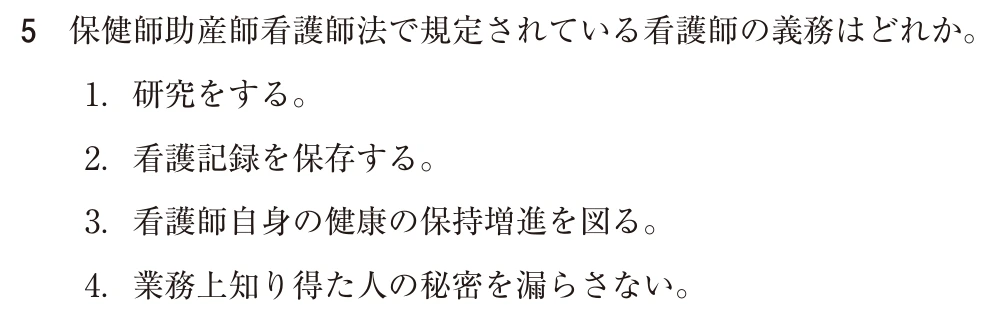 5 保健師助産師看護師法で規定されている看護師の義務はどれか。
1. 研究をする。
2. 看護記録を保存する。
3. 看護師自身の健康の保持増進を図る。
4. 業務上知り得た人の秘密を漏らさない。